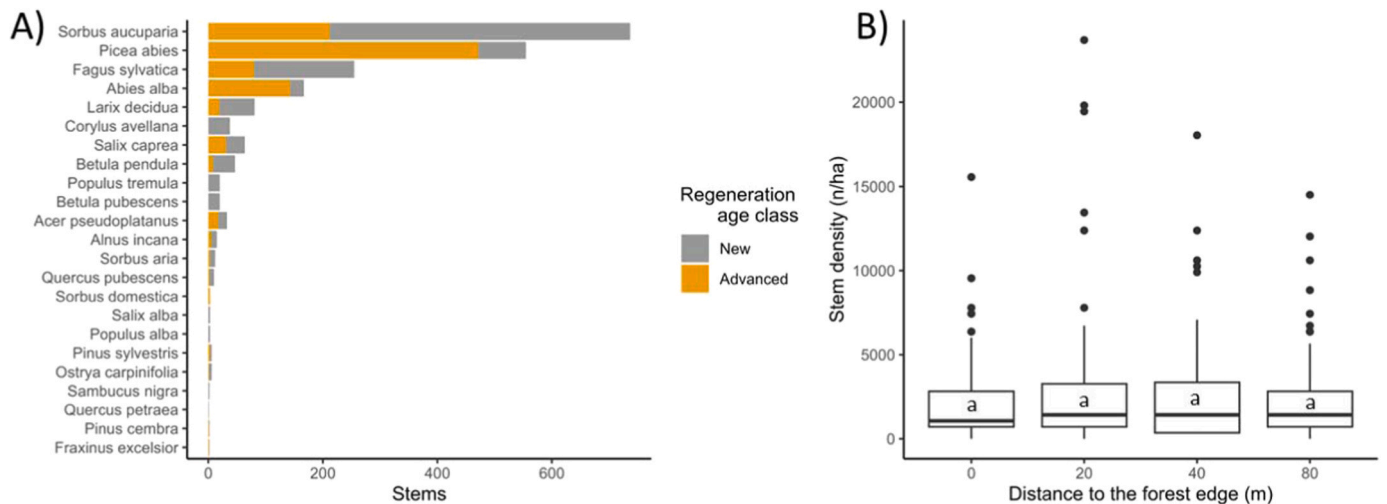 A)
Sorbus aucuparia
Picea abies
Fagus sylvatica
Abies alba
Larix decidua
Corylus avellana
Salix caprea
Betula pendula
Populus tremula
Betula pubescens
Acer pseudoplatanus
Alnus incana
Sorbus aria
Quercus pubescens
Sorbus domestica
Salix alba
Populus alba
Pinus sylvestris
Ostrya carpinifolia
Sambucus nigra
Quercus petraea
Pinus cembra
Fraxinus excelsior
0 200 400 600
Stems
Regeneration
age class
New
Advanced
B)
Stem density (n/ha)
20000
15000
10000
5000
0
a a a a
0 20 40 80
Distance to the forest edge (m)